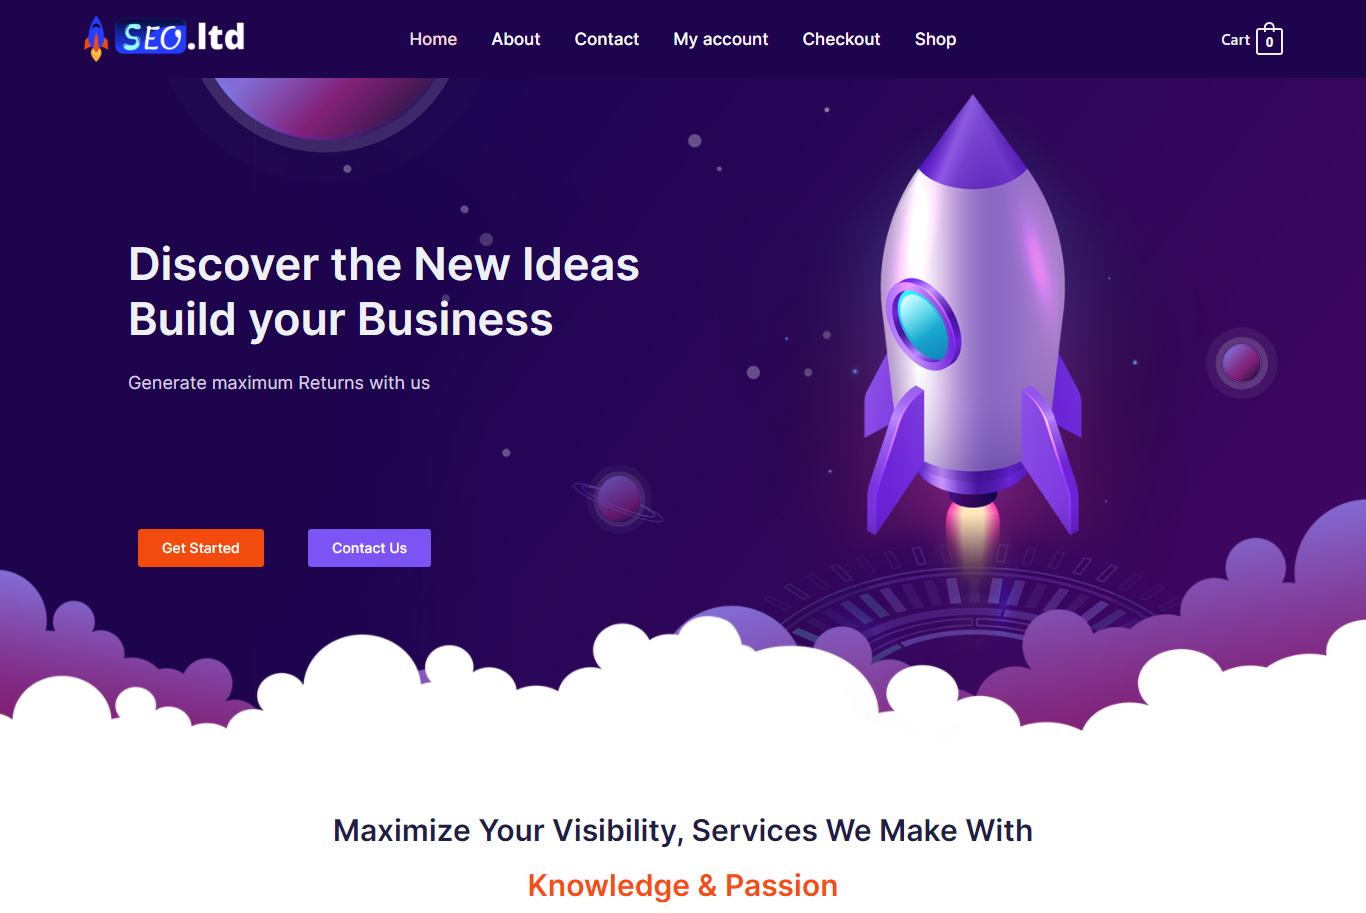 SEO.ltd
Home About Contact My account Checkout Shop
Cart 0
Discover the New Ideas
Build your Business
Generate maximum Returns with us
Get Started Contact Us
Maximize Your Visibility, Services We Make With
Knowledge & Passion